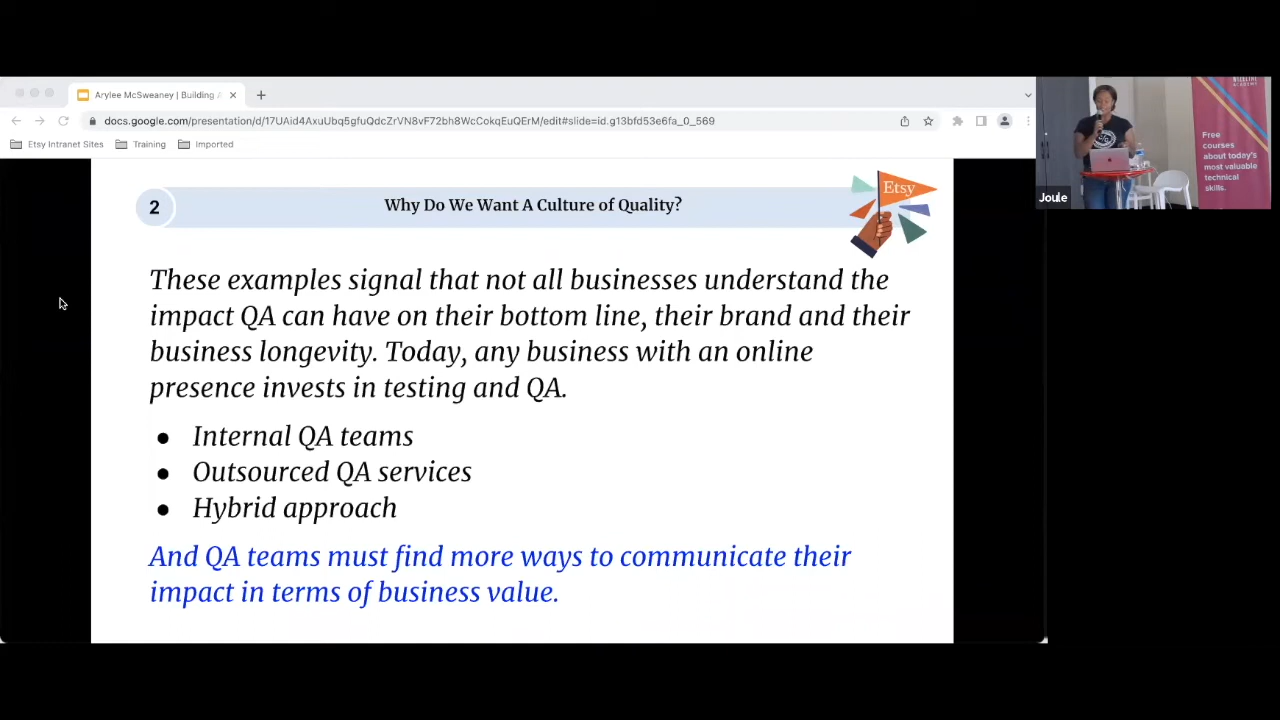 Arylee McSweaney | Building A
docs.google.com/presentation/d/17UAid4AxuUbq5gfuQdcZrVN8vF72bh8WcCokqEuQErM/edit#slide=id.g13bfd53e6fa_0_569
Etsy Intranet Sites
Training
Imported
2
Why Do We Want A Culture of Quality?
Etsy
These examples signal that not all businesses understand the
impact QA can have on their bottom line, their brand and their
business longevity. Today, any business with an online
presence invests in testing and QA.
● Internal QA teams
● Outsourced QA services
● Hybrid approach
And QA teams must find more ways to communicate their
impact in terms of business value.
Free
courses
about today's
most valuable
technical
skills.
Joule